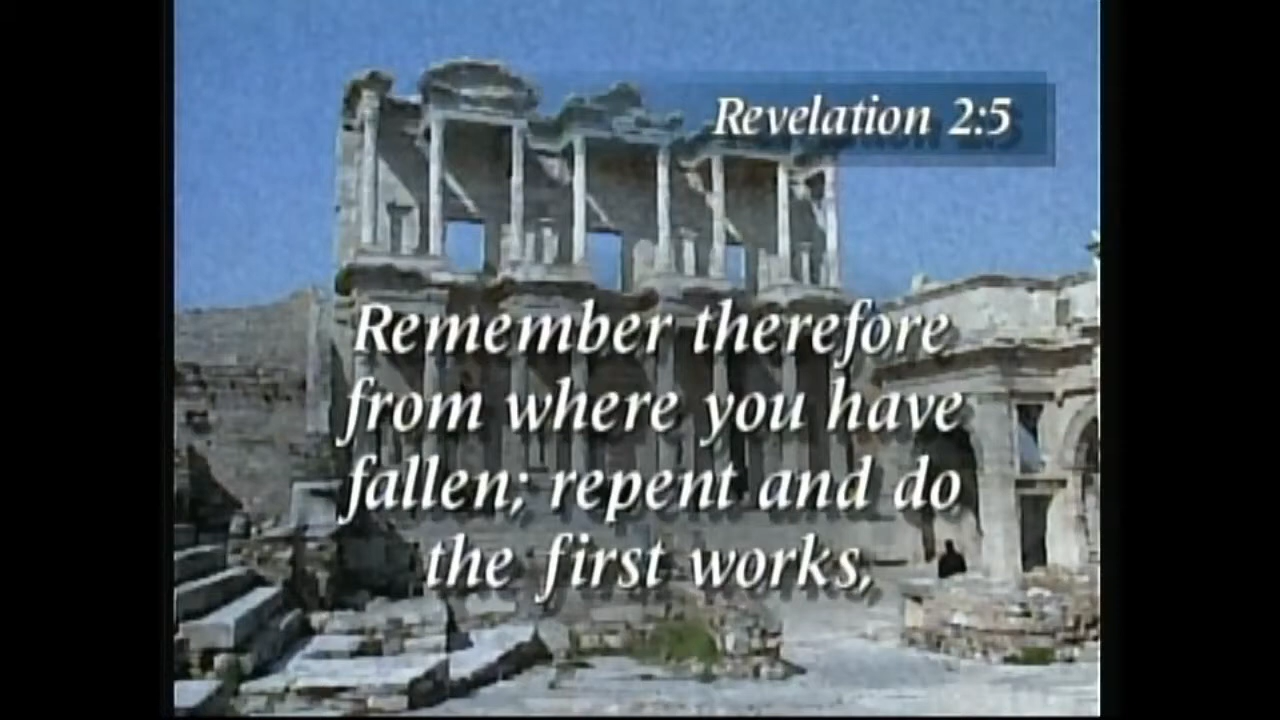 Revelation 2:5
Remember therefore
from where you have
fallen; repent and do
the first works,